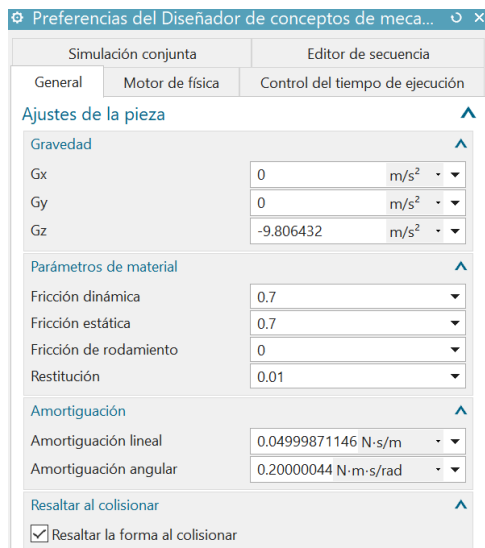 Preferencias del Diseñador de conceptos de meca...
Simulación conjunta Editor de secuencia
General Motor de física Control del tiempo de ejecución
Ajustes de la pieza
Gravedad
Gx 0 m/s²
Gy 0 m/s²
Gz -9.806432 m/s²
Parámetros de material
Fricción dinámica 0.7
Fricción estática 0.7
Fricción de rodamiento 0
Restitución 0.01
Amortiguación
Amortiguación lineal 0.04999871146 N·s/m
Amortiguación angular 0.20000044 N·m·s/rad
Resaltar al colisionar
Resaltar la forma al colisionar